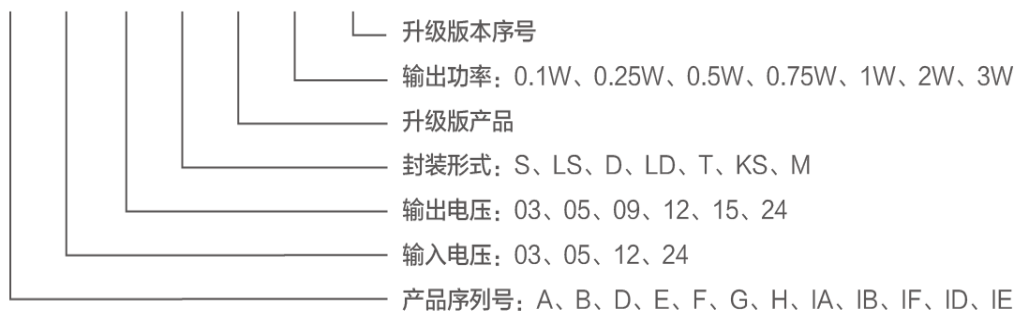 升级版本序号
输出功率：0.1W、0.25W、0.5W、0.75W、1W、2W、3W
升级版产品
封装形式：S、LS、D、LD、T、KS、M
输出电压：03、05、09、12、15、24
输入电压：03、05、12、24
产品序列号：A、B、D、E、F、G、H、IA、IB、IF、ID、IE